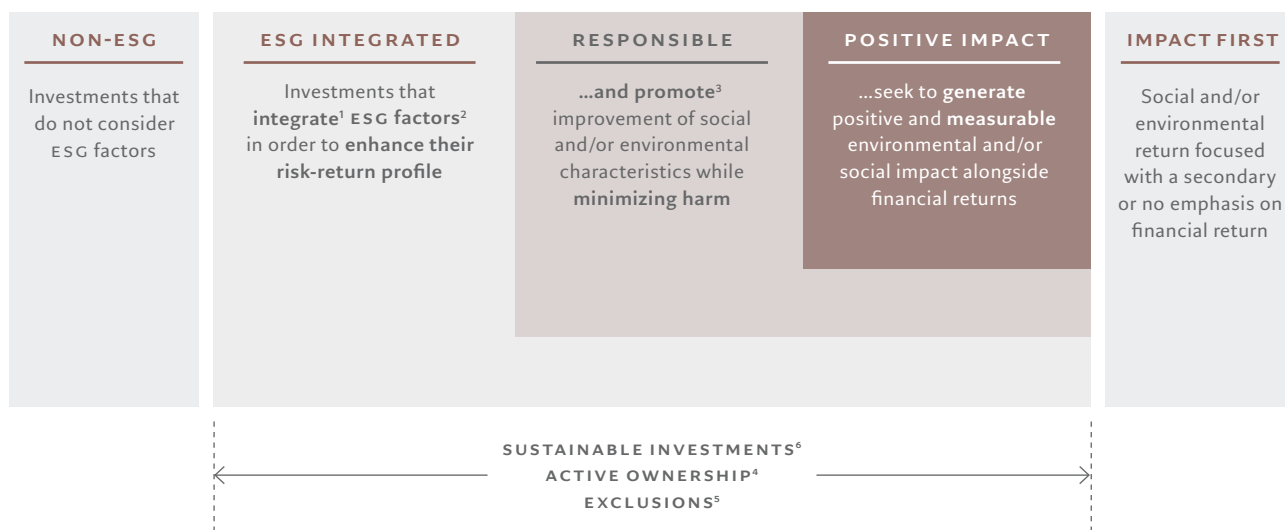 NON-ESG
Investments that
do not consider
ESG factors
ESG INTEGRATED
Investments that
integrate¹ ESG factors²
in order to enhance their
risk-return profile
RESPONSIBLE
...and promote³
improvement of social
and/or environmental
characteristics while
minimizing harm
POSITIVE IMPACT
...seek to generate
positive and measurable
environmental and/or
social impact alongside
financial returns
IMPACT FIRST
Social and/or
environmental
return focused
with a secondary
or no emphasis on
financial return
SUSTAINABLE INVESTMENTS⁶
ACTIVE OWNERSHIP⁴
EXCLUSIONS⁵